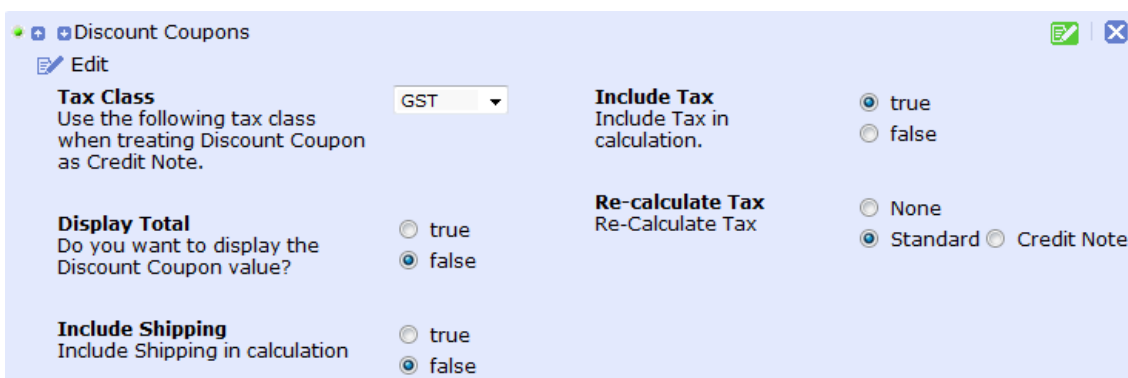 Discount Coupons
Edit
Tax Class
Use the following tax class
when treating Discount Coupon
as Credit Note.
GST
Display Total
Do you want to display the
Discount Coupon value?
true
false
Include Shipping
Include Shipping in calculation
true
false
Include Tax
Include Tax in
calculation.
true
false
Re-calculate Tax
Re-Calculate Tax
None
Standard Credit Note